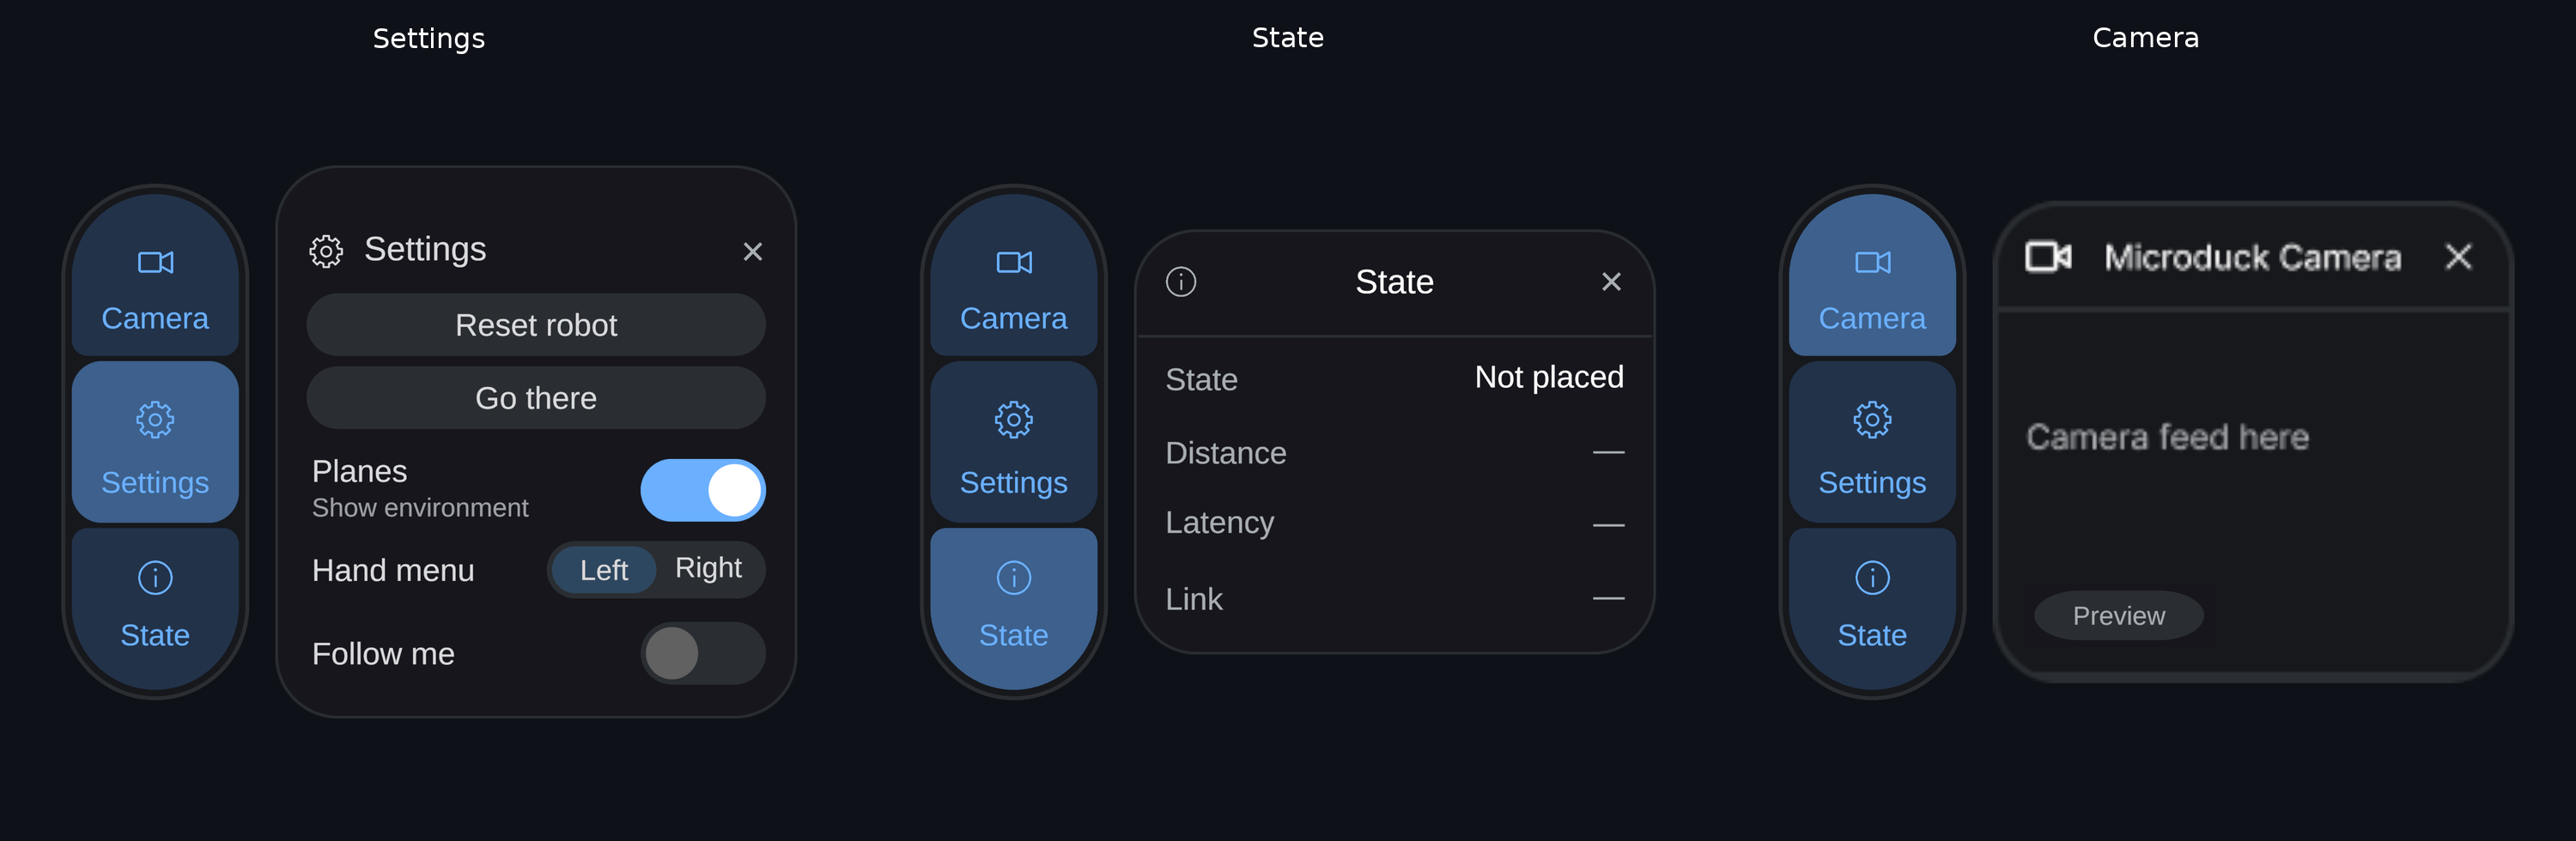 Settings
State
Camera
Camera
Settings
State
Settings
Reset robot
Go there
Planes
Show environment
Hand menu
Left
Right
Follow me
Camera
Settings
State
State
State
Not placed
Distance
—
Latency
—
Link
—
Camera
Settings
State
Microduck Camera
Camera feed here
Preview